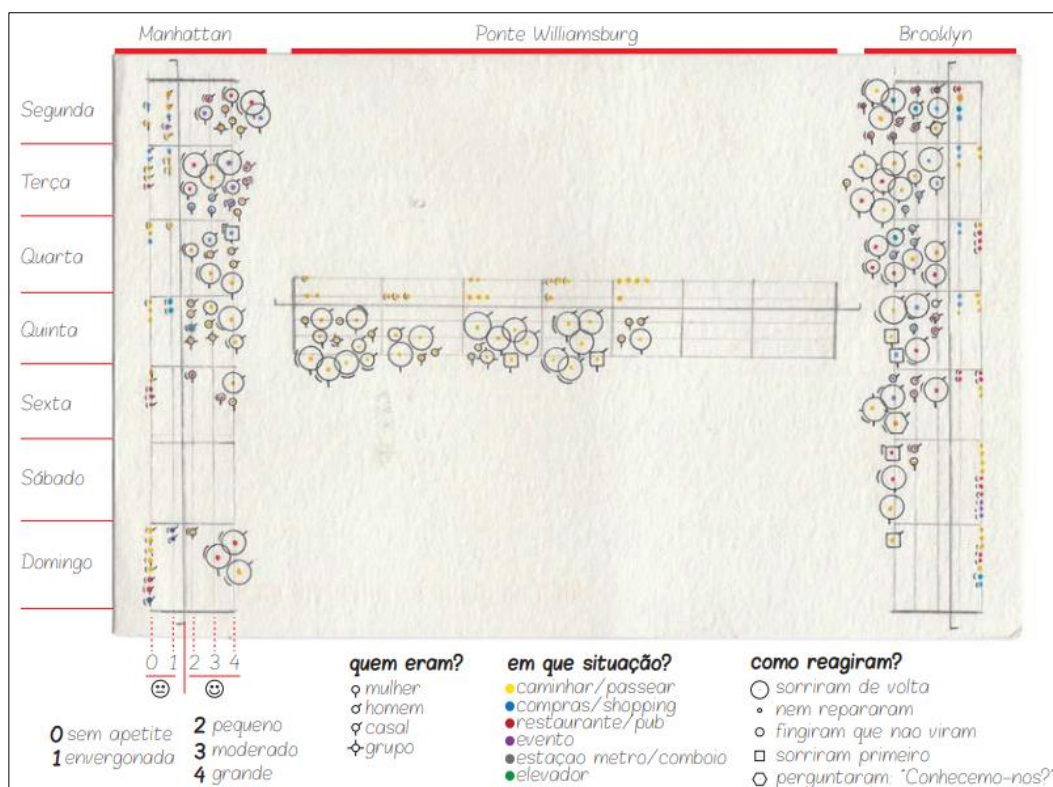 Manhattan
Ponte Williamsburg
Brooklyn
Segunda
Terça
Quarta
Quinta
Sexta
Sábado
Domingo
0 1 2 3 4
0 sem apetite
1 envergonada
2 pequeno
3 moderado
4 grande
quem eram?
mulher
homem
casal
grupo
em que situação?
caminhar/passear
compras/shopping
restaurante/pub
evento
estaçao metro/comboio
elevador
como reagiram?
sorriram de volta
nem repararam
fingiram que nao viram
sorriram primeiro
perguntaram: "Conhecemo-nos?"